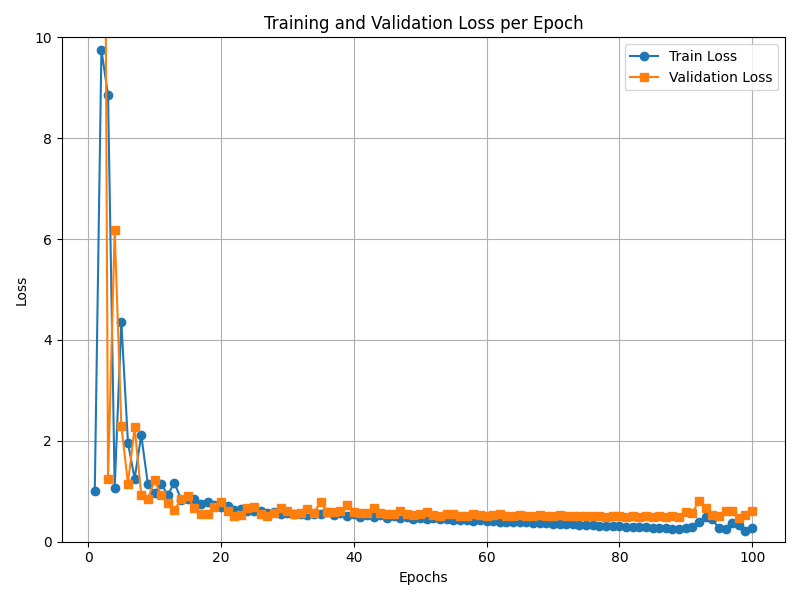 Training and Validation Loss per Epoch
Train Loss
Validation Loss
10
8
6
4
2
0
Loss
0 20 40 60 80 100
Epochs